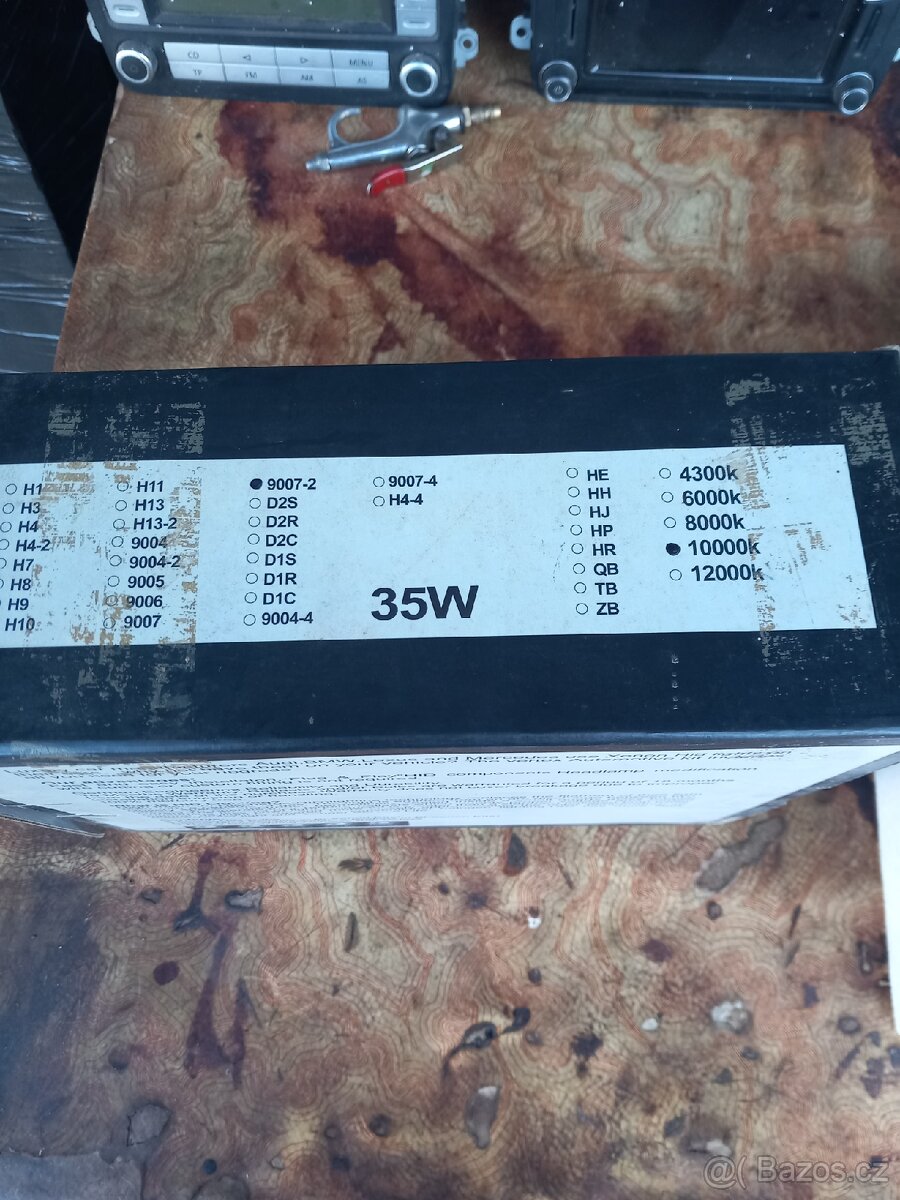 CD MENU
TP FM AM AS
H1
H3
H4
H4-2
H7
H8
H9
H10
H11
H13
H13-2
9004
9004-2
9005
9006
9007
9007-2
D2S
D2R
D2C
D1S
D1R
D1C
9004-4
9007-4
H4-4
35W
HE
HH
HJ
HP
HR
QB
TB
ZB
4300k
6000k
8000k
10000k
12000k
Bazos.cz